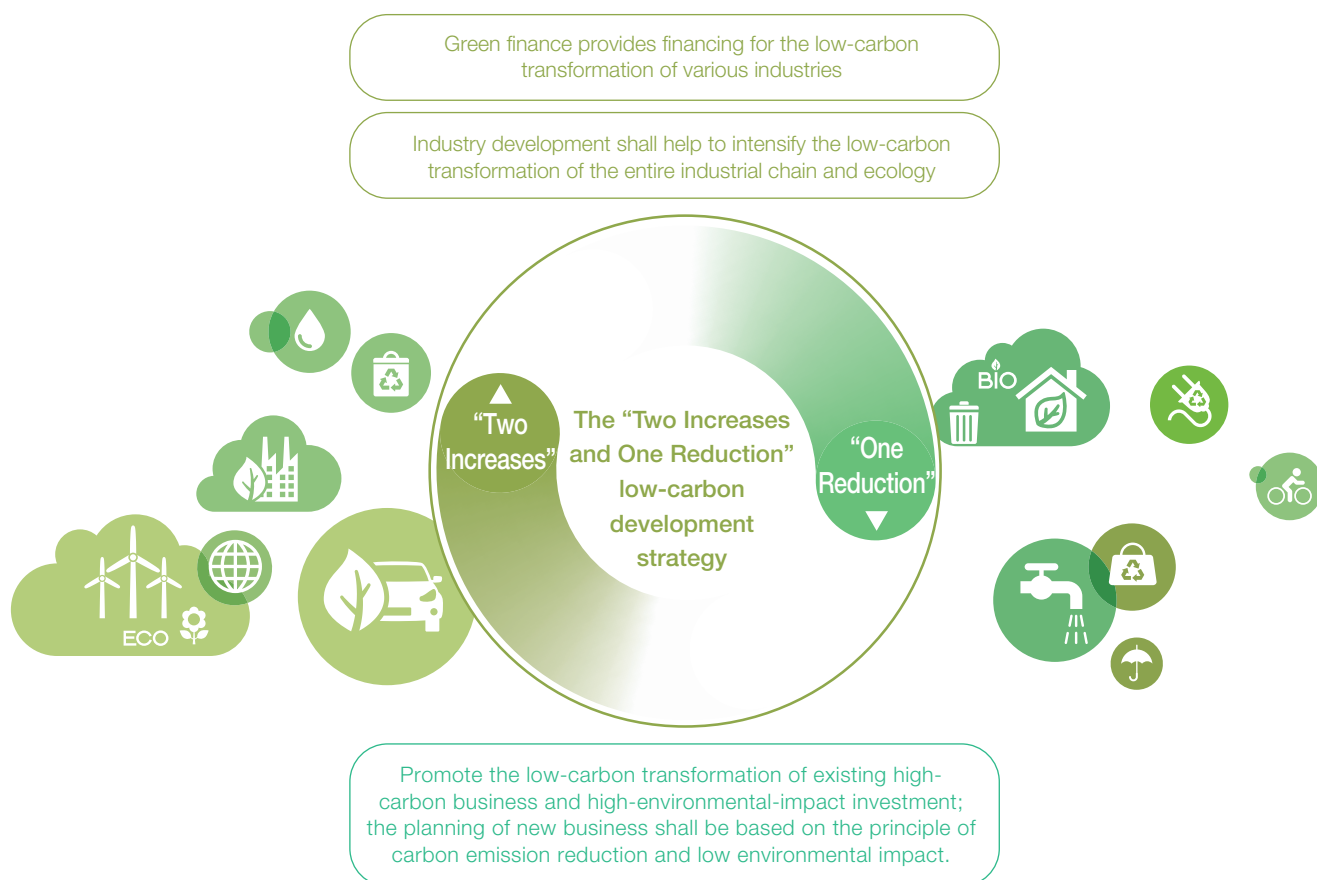 Green finance provides financing for the low-carbon
transformation of various industries
Industry development shall help to intensify the low-carbon
transformation of the entire industrial chain and ecology
“Two
Increases”
The “Two Increases
and One Reduction”
low-carbon
development
strategy
“One
Reduction”
BIO
ECO
Promote the low-carbon transformation of existing high-
carbon business and high-environmental-impact investment;
the planning of new business shall be based on the principle of
carbon emission reduction and low environmental impact.